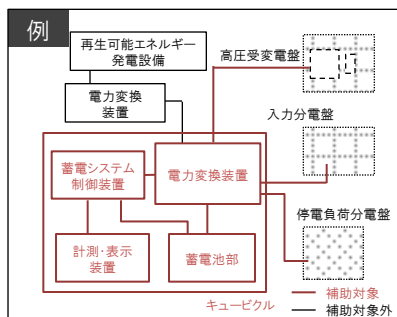 例
再生可能エネルギー
発電設備
電力変換
装置
高圧受変電盤
入力分電盤
停電負荷分電盤
蓄電システム
制御装置
電力変換装置
計測・表示
装置
蓄電池部
キュービクル
補助対象
補助対象外